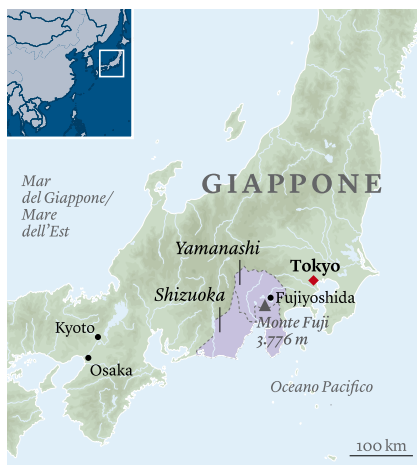 Mar
del Giappone/
Mare
dell'Est
GIAPPONE
Yamanashi
Tokyo
Shizuoka
Fujiyoshida
Monte Fuji
3.776 m
Kyoto
Osaka
Oceano Pacifico
100 km